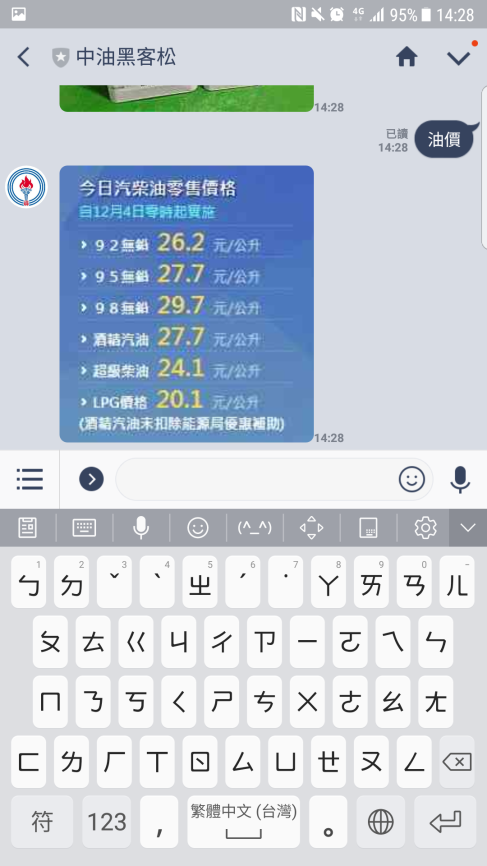 4G 95% 14:28
中油黑客松
14:28
已讀
14:28
油價
今日汽柴油零售價格
自12月4日零時起實施
› 92無鉛 26.2 元/公升
› 95無鉛 27.7 元/公升
› 98無鉛 29.7 元/公升
› 酒精汽油 27.7 元/公升
› 超級柴油 24.1 元/公升
› LPG價格 20.1 元/公升
(酒精汽油未扣除能源局優惠補助)
14:28
(^_^)
1 2 3 4 5 6 7 8 9 0 -
ㄅ ㄉ ˇ ˋ ㄓ ˊ ˙ ㄚ ㄞ ㄢ ㄦ
ㄆ ㄊ ㄍ ㄐ ㄔ ㄗ ㄧ ㄛ ㄟ ㄣ
ㄇ ㄋ ㄎ ㄑ ㄕ ㄘ ㄨ ㄜ ㄠ ㄤ
ㄈ ㄌ ㄏ ㄒ ㄖ ㄙ ㄩ ㄝ ㄡ ㄥ
符 123 , 繁體中文 (台灣) 。